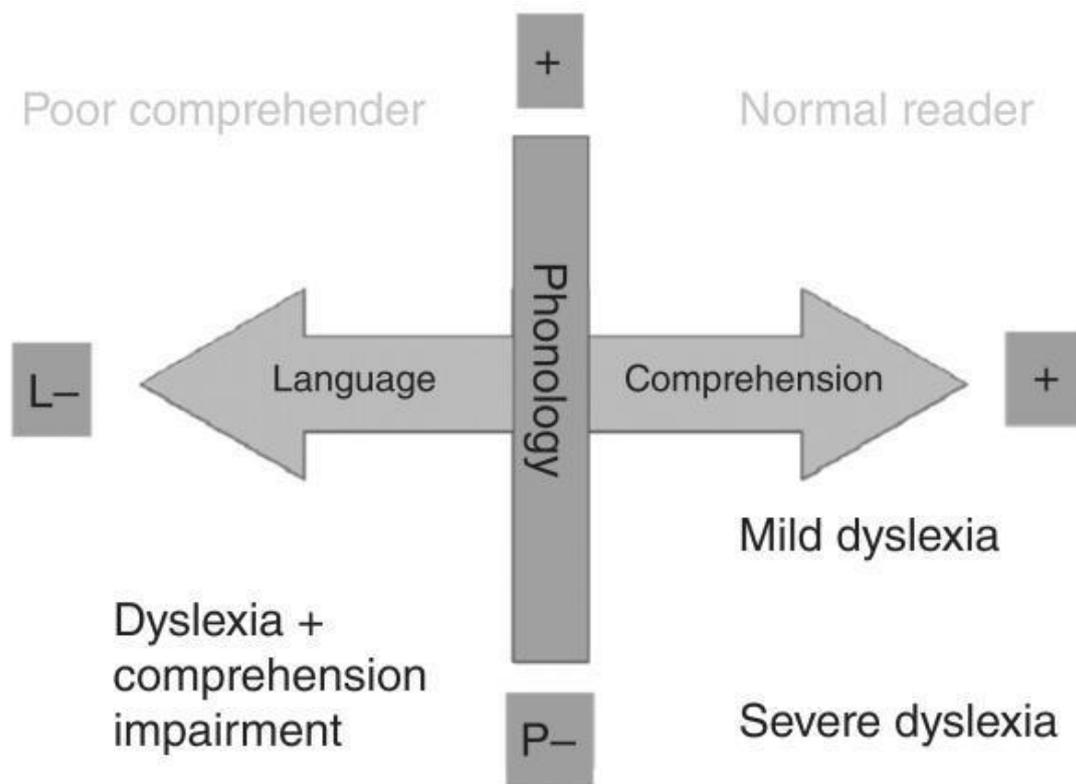 +
Poor comprehender
Normal reader
Phonology
L–
Language
Comprehension
+
Mild dyslexia
Dyslexia +
comprehension
impairment
P–
Severe dyslexia